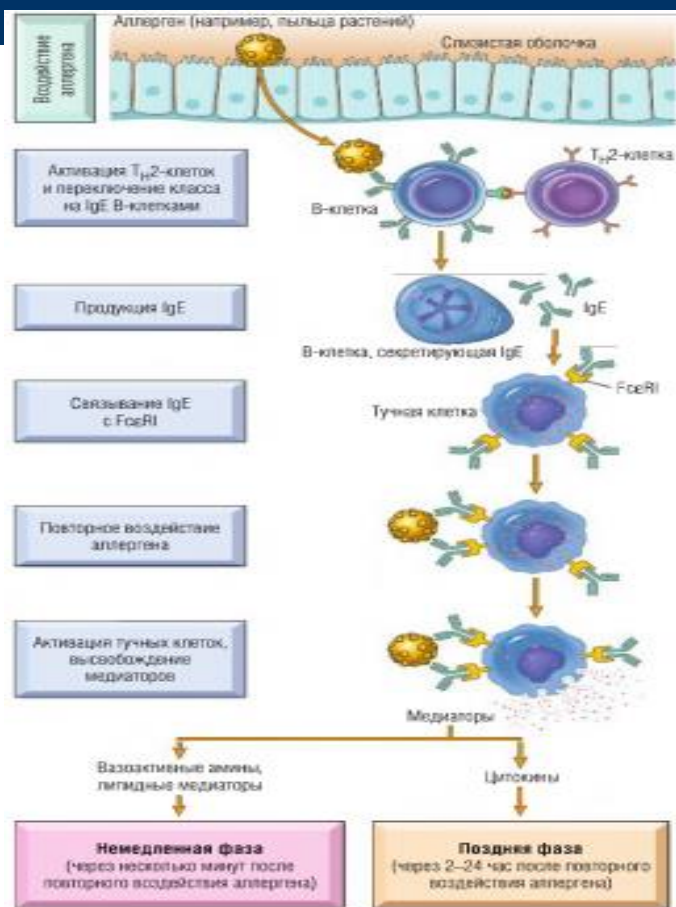 Аллерген (например, пыльца растений)
Слизистая оболочка
Воздействие
аллергена
Активация T_H2-клеток
и переключение класса
на IgE B-клетками
T_H2-клетка
B-клетка
Продукция IgE
IgE
B-клетка, секретирующая IgE
Связывание IgE
с FcεRI
FcεRI
Тучная клетка
Повторное воздействие
аллергена
Активация тучных клеток,
высвобождение
медиаторов
Медиаторы
Вазоактивные амины,
липидные медиаторы
Цитокины
Немедленная фаза
(через несколько минут после
повторного воздействия аллергена)
Поздняя фаза
(через 2–24 час после повторного
воздействия аллергена)